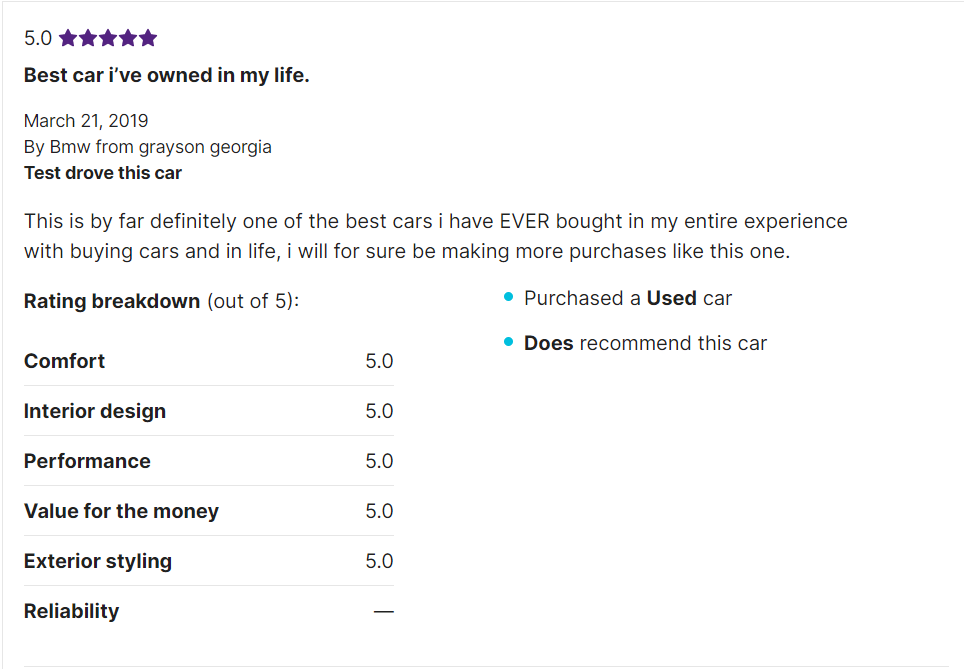 5.0
Best car i’ve owned in my life.
March 21, 2019
By Bmw from grayson georgia
Test drove this car
This is by far definitely one of the best cars i have EVER bought in my entire experience
with buying cars and in life, i will for sure be making more purchases like this one.
Rating breakdown (out of 5):
Comfort 5.0
Interior design 5.0
Performance 5.0
Value for the money 5.0
Exterior styling 5.0
Reliability —
Purchased a Used car
Does recommend this car